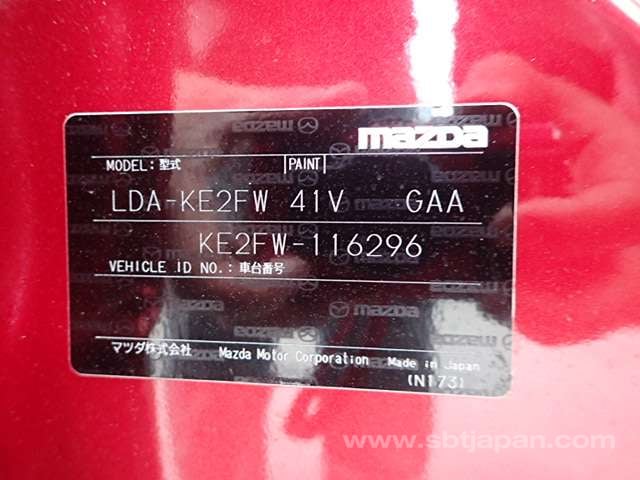 mazda
MODEL:型式 PAINT
LDA-KE2FW 41V GAA
KE2FW-116296
VEHICLE ID NO.:車台番号
マツダ株式会社 Mazda Motor Corporation Made in Japan
(N173)
www.sbtjapan.com